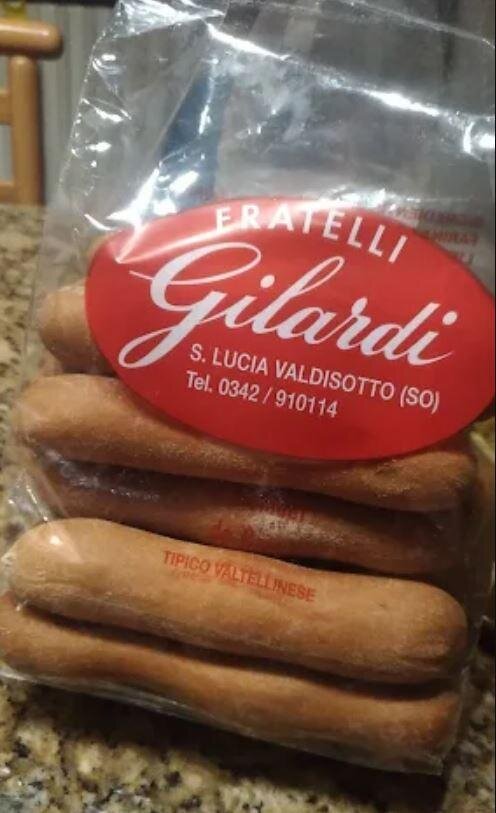 FRATELLI
Gilardi
S. LUCIA VALDISOTTO (SO)
Tel. 0342 / 910114
TIPICO VALTELLINESE